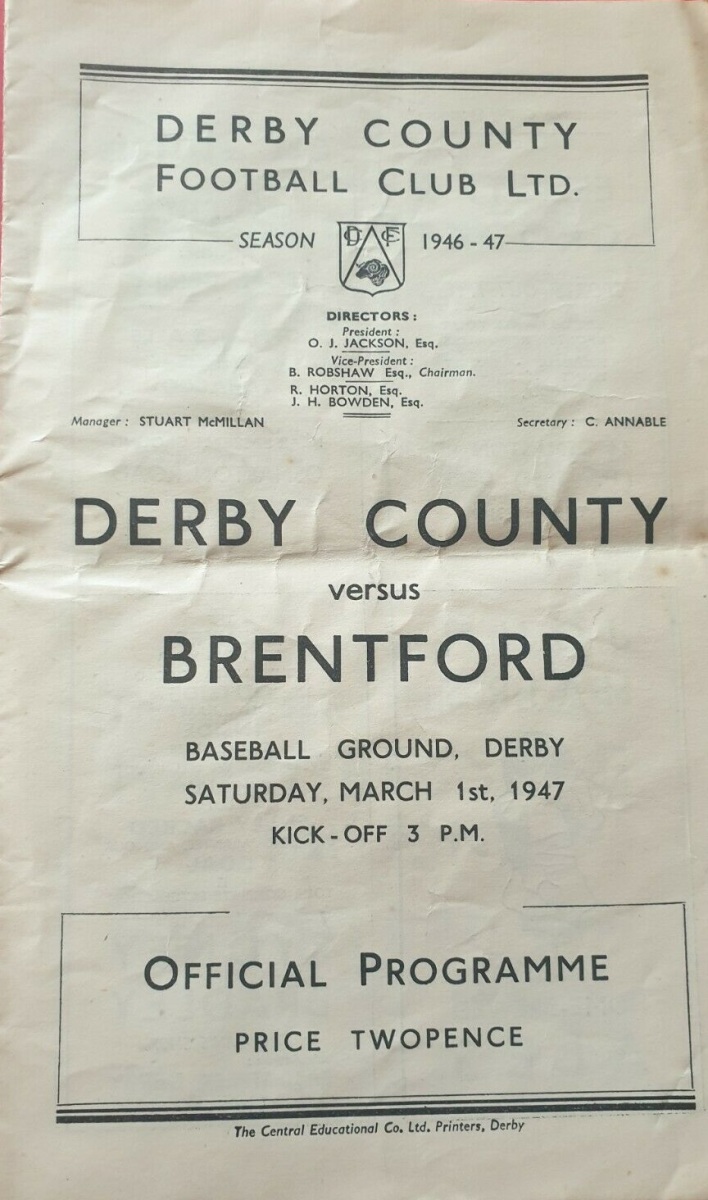 DERBY COUNTY
FOOTBALL CLUB LTD.
SEASON DCFC 1946 - 47
DIRECTORS :
President :
O. J. JACKSON, Esq.
Vice-President :
B. ROBSHAW Esq., Chairman.
R. HORTON, Esq.
J. H. BOWDEN, Esq.
Manager : STUART McMILLAN Secretary : C. ANNABLE
DERBY COUNTY
versus
BRENTFORD
BASEBALL GROUND, DERBY
SATURDAY, MARCH 1st, 1947
KICK - OFF 3 P.M.
OFFICIAL PROGRAMME
PRICE TWOPENCE
The Central Educational Co. Ltd. Printers, Derby